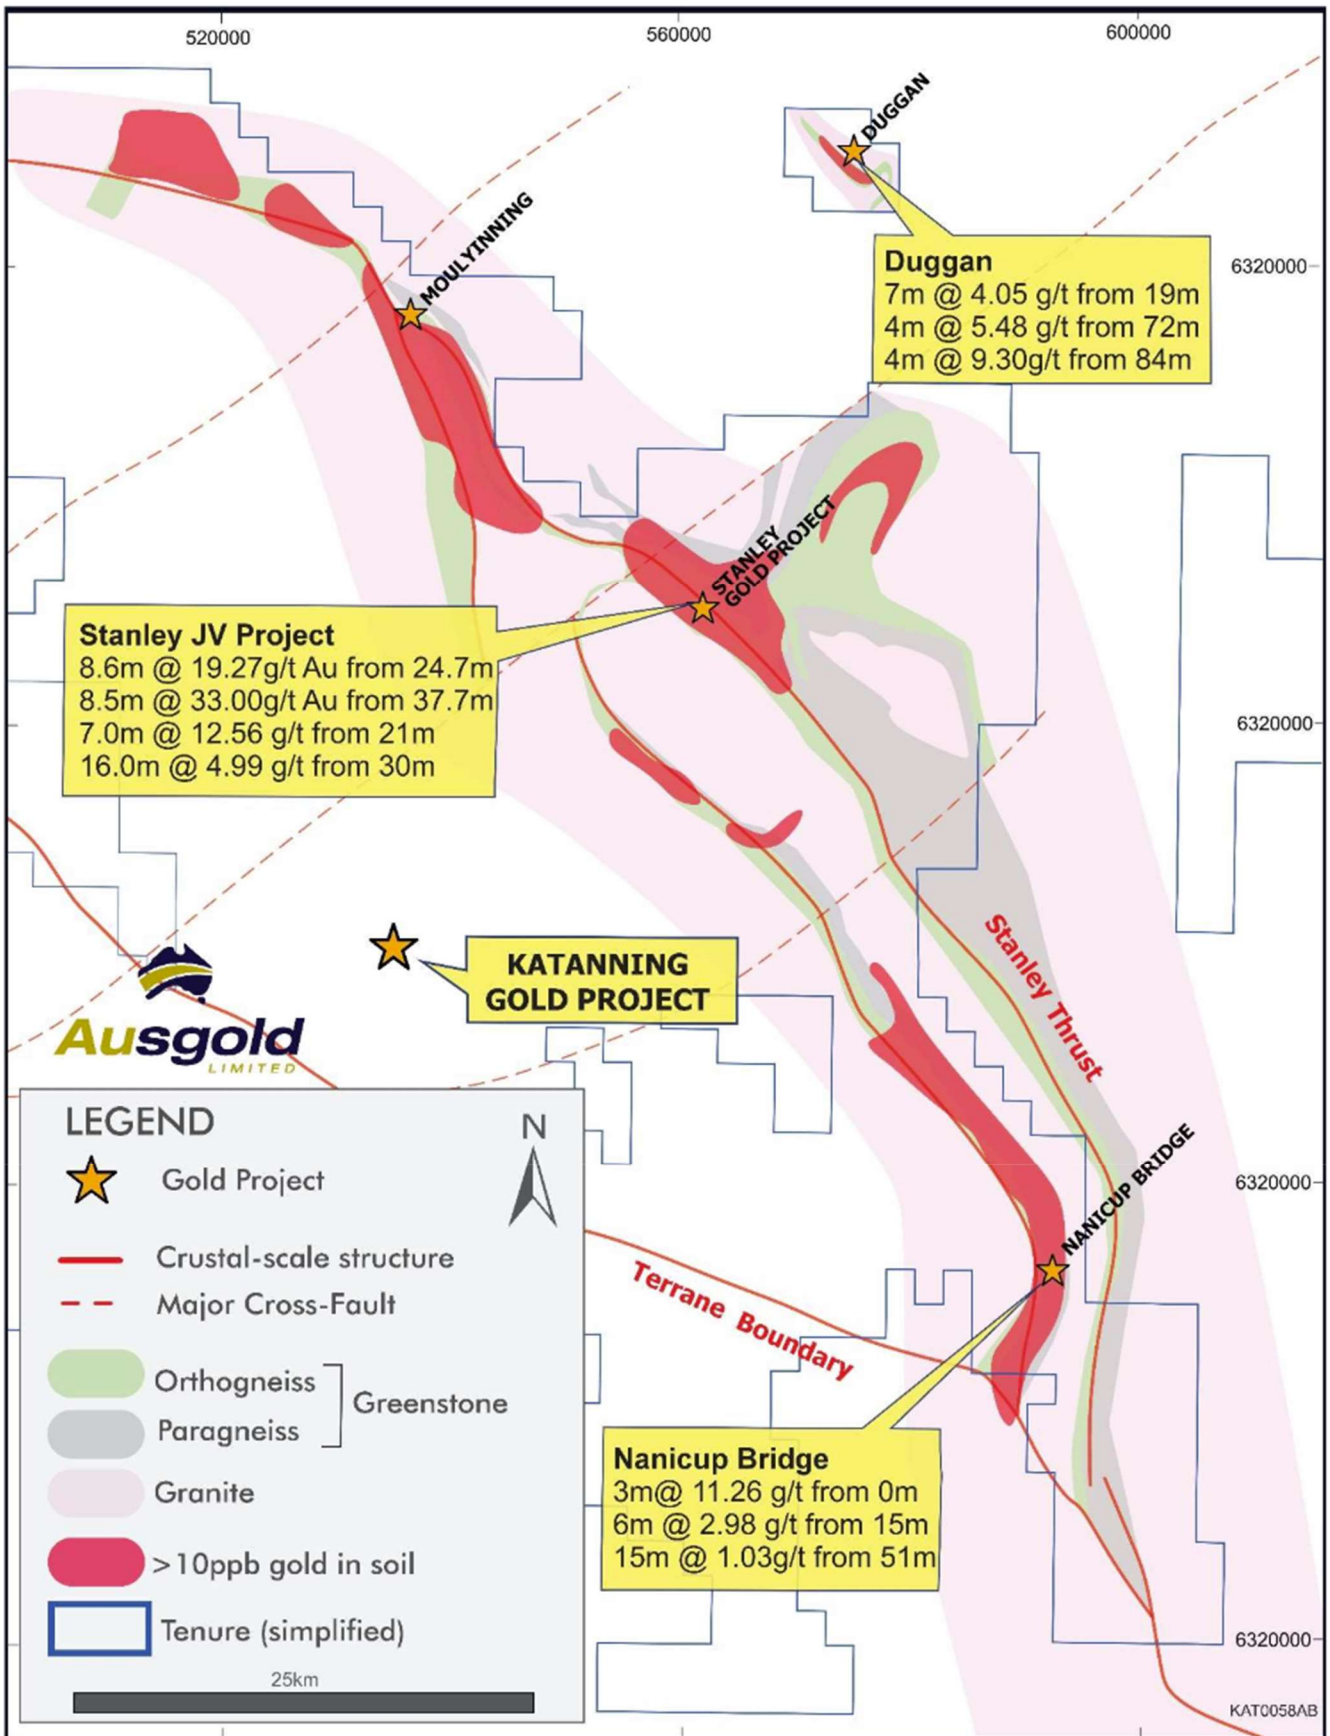 520000
560000
600000
DUGGAN
MOULYINNING
6320000
Duggan
7m @ 4.05 g/t from 19m
4m @ 5.48 g/t from 72m
4m @ 9.30g/t from 84m
STANLEY
GOLD PROJECT
Stanley JV Project
8.6m @ 19.27g/t Au from 24.7m
8.5m @ 33.00g/t Au from 37.7m
7.0m @ 12.56 g/t from 21m
16.0m @ 4.99 g/t from 30m
6320000
Stanley Thrust
KATANNING
GOLD PROJECT
Ausgold
LIMITED
NANICUP BRIDGE
6320000
Terrane Boundary
LEGEND
N
Gold Project
Crustal-scale structure
Major Cross-Fault
Orthogneiss
Greenstone
Paragneiss
Granite
>10ppb gold in soil
Tenure (simplified)
25km
Nanicup Bridge
3m@ 11.26 g/t from 0m
6m @ 2.98 g/t from 15m
15m @ 1.03g/t from 51m
6320000
KAT0058AB